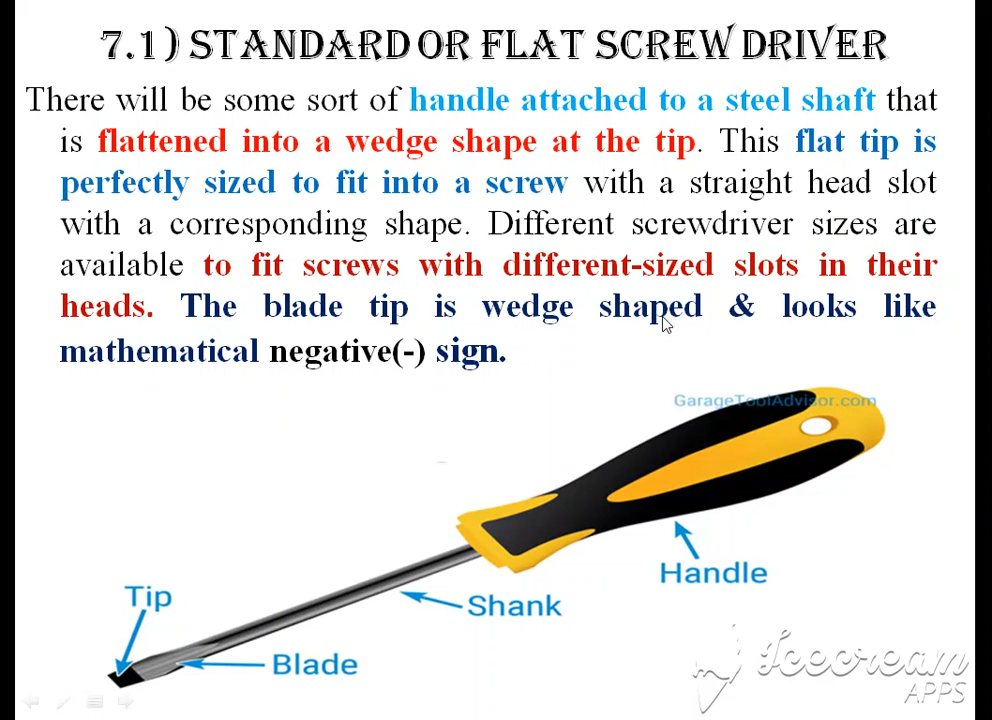 7.1) STANDARD OR FLAT SCREW DRIVER
There will be some sort of handle attached to a steel shaft that
is flattened into a wedge shape at the tip. This flat tip is
perfectly sized to fit into a screw with a straight head slot
with a corresponding shape. Different screwdriver sizes are
available to fit screws with different-sized slots in their
heads. The blade tip is wedge shaped & looks like
mathematical negative(-) sign.
GarageToolAdvisor.com
Handle
Tip
Shank
Blade
Icecream
APPS